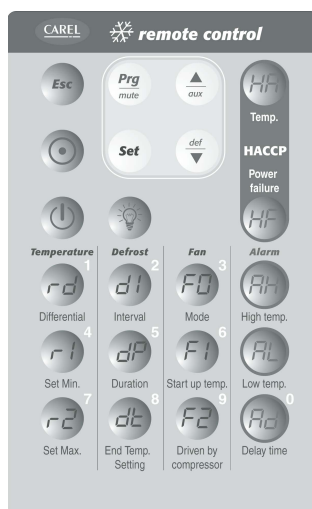 CAREL remote control
Esc Prg mute aux HA
Temp.
Set def HACCP
Power
failure
HF
Temperature Defrost Fan Alarm
rd 1 dI 2 F0 3 AH
Differential Interval Mode High temp.
r1 4 dP 5 F1 6 AL
Set Min. Duration Start up temp. Low temp.
r2 7 dt 8 F2 9 Ad 0
Set Max. End Temp. Driven by Delay time
Setting compressor